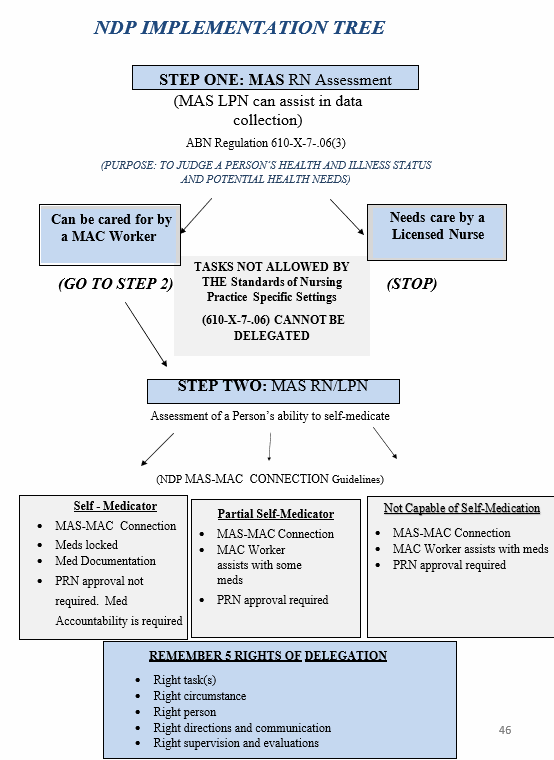 NDP IMPLEMENTATION TREE
STEP ONE: MAS RN Assessment
(MAS LPN can assist in data
collection)
ABN Regulation 610-X-7-.06(3)
(PURPOSE: TO JUDGE A PERSON'S HEALTH AND ILLNESS STATUS
AND POTENTIAL HEALTH NEEDS)
Can be cared for by
a MAC Worker
Needs care by a
Licensed Nurse
(GO TO STEP 2)
TASKS NOT ALLOWED BY
THE Standards of Nursing
Practice Specific Settings
(610-X-7-.06) CANNOT BE
DELEGATED
(STOP)
STEP TWO: MAS RN/LPN
Assessment of a Person's ability to self-medicate
(NDP MAS-MAC CONNECTION Guidelines)
Self - Medicator
• MAS-MAC Connection
• Meds locked
• Med Documentation
• PRN approval not
required. Med
Accountability is required
Partial Self-Medicator
• MAS-MAC Connection
• MAC Worker
assists with some
meds
• PRN approval required
Not Capable of Self-Medication
• MAS-MAC Connection
• MAC Worker assists with meds
• PRN approval required
REMEMBER 5 RIGHTS OF DELEGATION
• Right task(s)
• Right circumstance
• Right person
• Right directions and communication
• Right supervision and evaluations
46